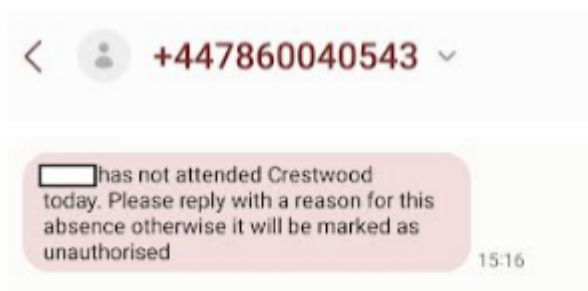 +447860040543
has not attended Crestwood
today. Please reply with a reason for this
absence otherwise it will be marked as
unauthorised
15:16